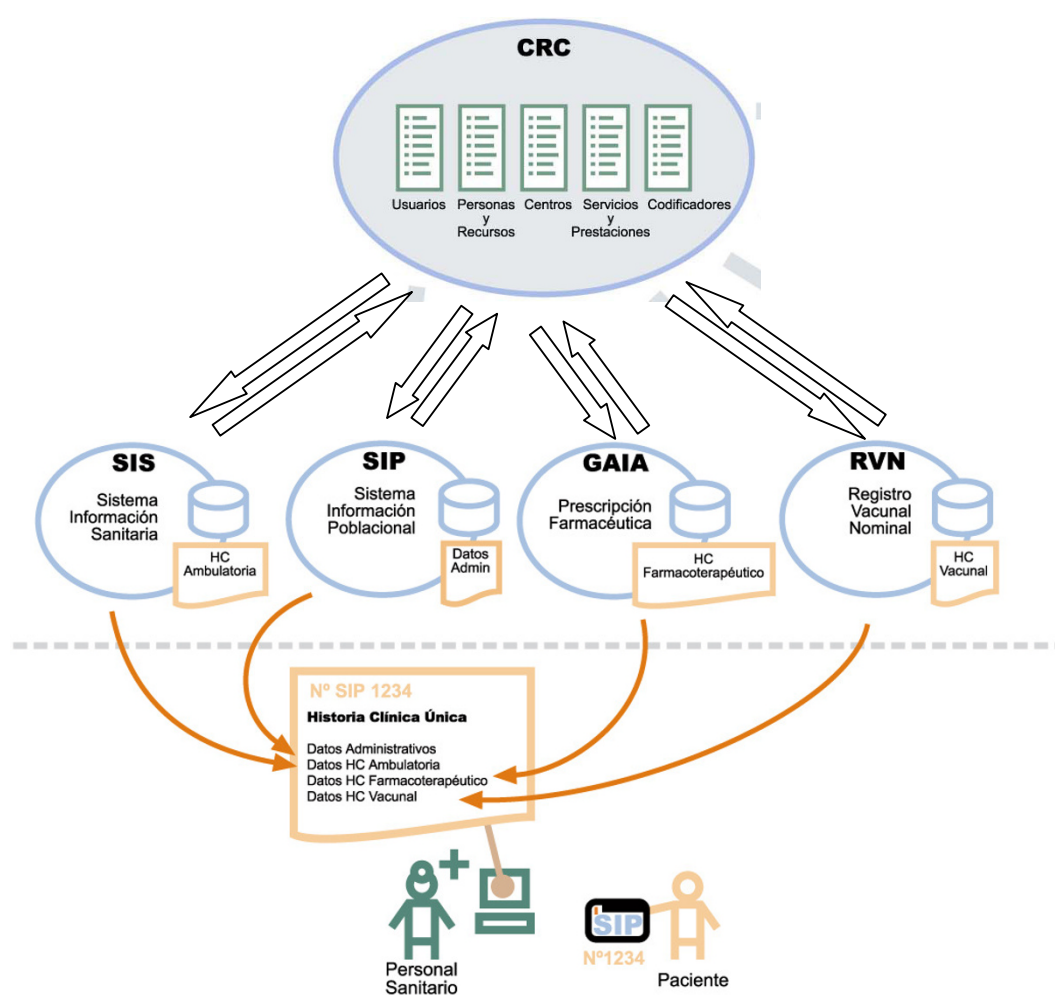 CRC
Usuarios
Personas
y
Recursos
Centros
Servicios
y
Prestaciones
Codificadores
SIS
Sistema
Información
Sanitaria
HC
Ambulatoria
SIP
Sistema
Información
Poblacional
Datos
Admin
GAIA
Prescripción
Farmacéutica
HC
Farmacoterapéutico
RVN
Registro
Vacunal
Nominal
HC
Vacunal
Nº SIP 1234
Historia Clínica Única
Datos Administrativos
Datos HC Ambulatoria
Datos HC Farmacoterapéutico
Datos HC Vacunal
Personal
Sanitario
SIP
Nº1234
Paciente